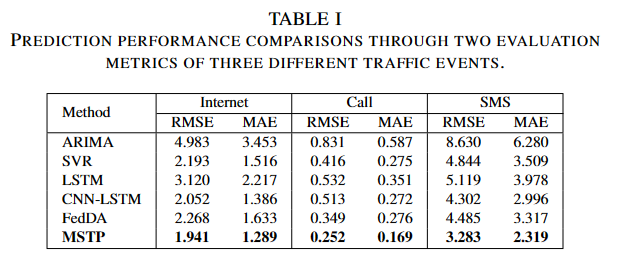 TABLE I
PREDICTION PERFORMANCE COMPARISONS THROUGH TWO EVALUATION
METRICS OF THREE DIFFERENT TRAFFIC EVENTS.
Method Internet Call SMS
RMSE MAE RMSE MAE RMSE MAE
ARIMA 4.983 3.453 0.831 0.587 8.630 6.280
SVR 2.193 1.516 0.416 0.275 4.844 3.509
LSTM 3.120 2.217 0.532 0.351 5.119 3.978
CNN-LSTM 2.052 1.386 0.513 0.272 4.302 2.996
FedDA 2.268 1.633 0.349 0.276 4.485 3.317
MSTP 1.941 1.289 0.252 0.169 3.283 2.319